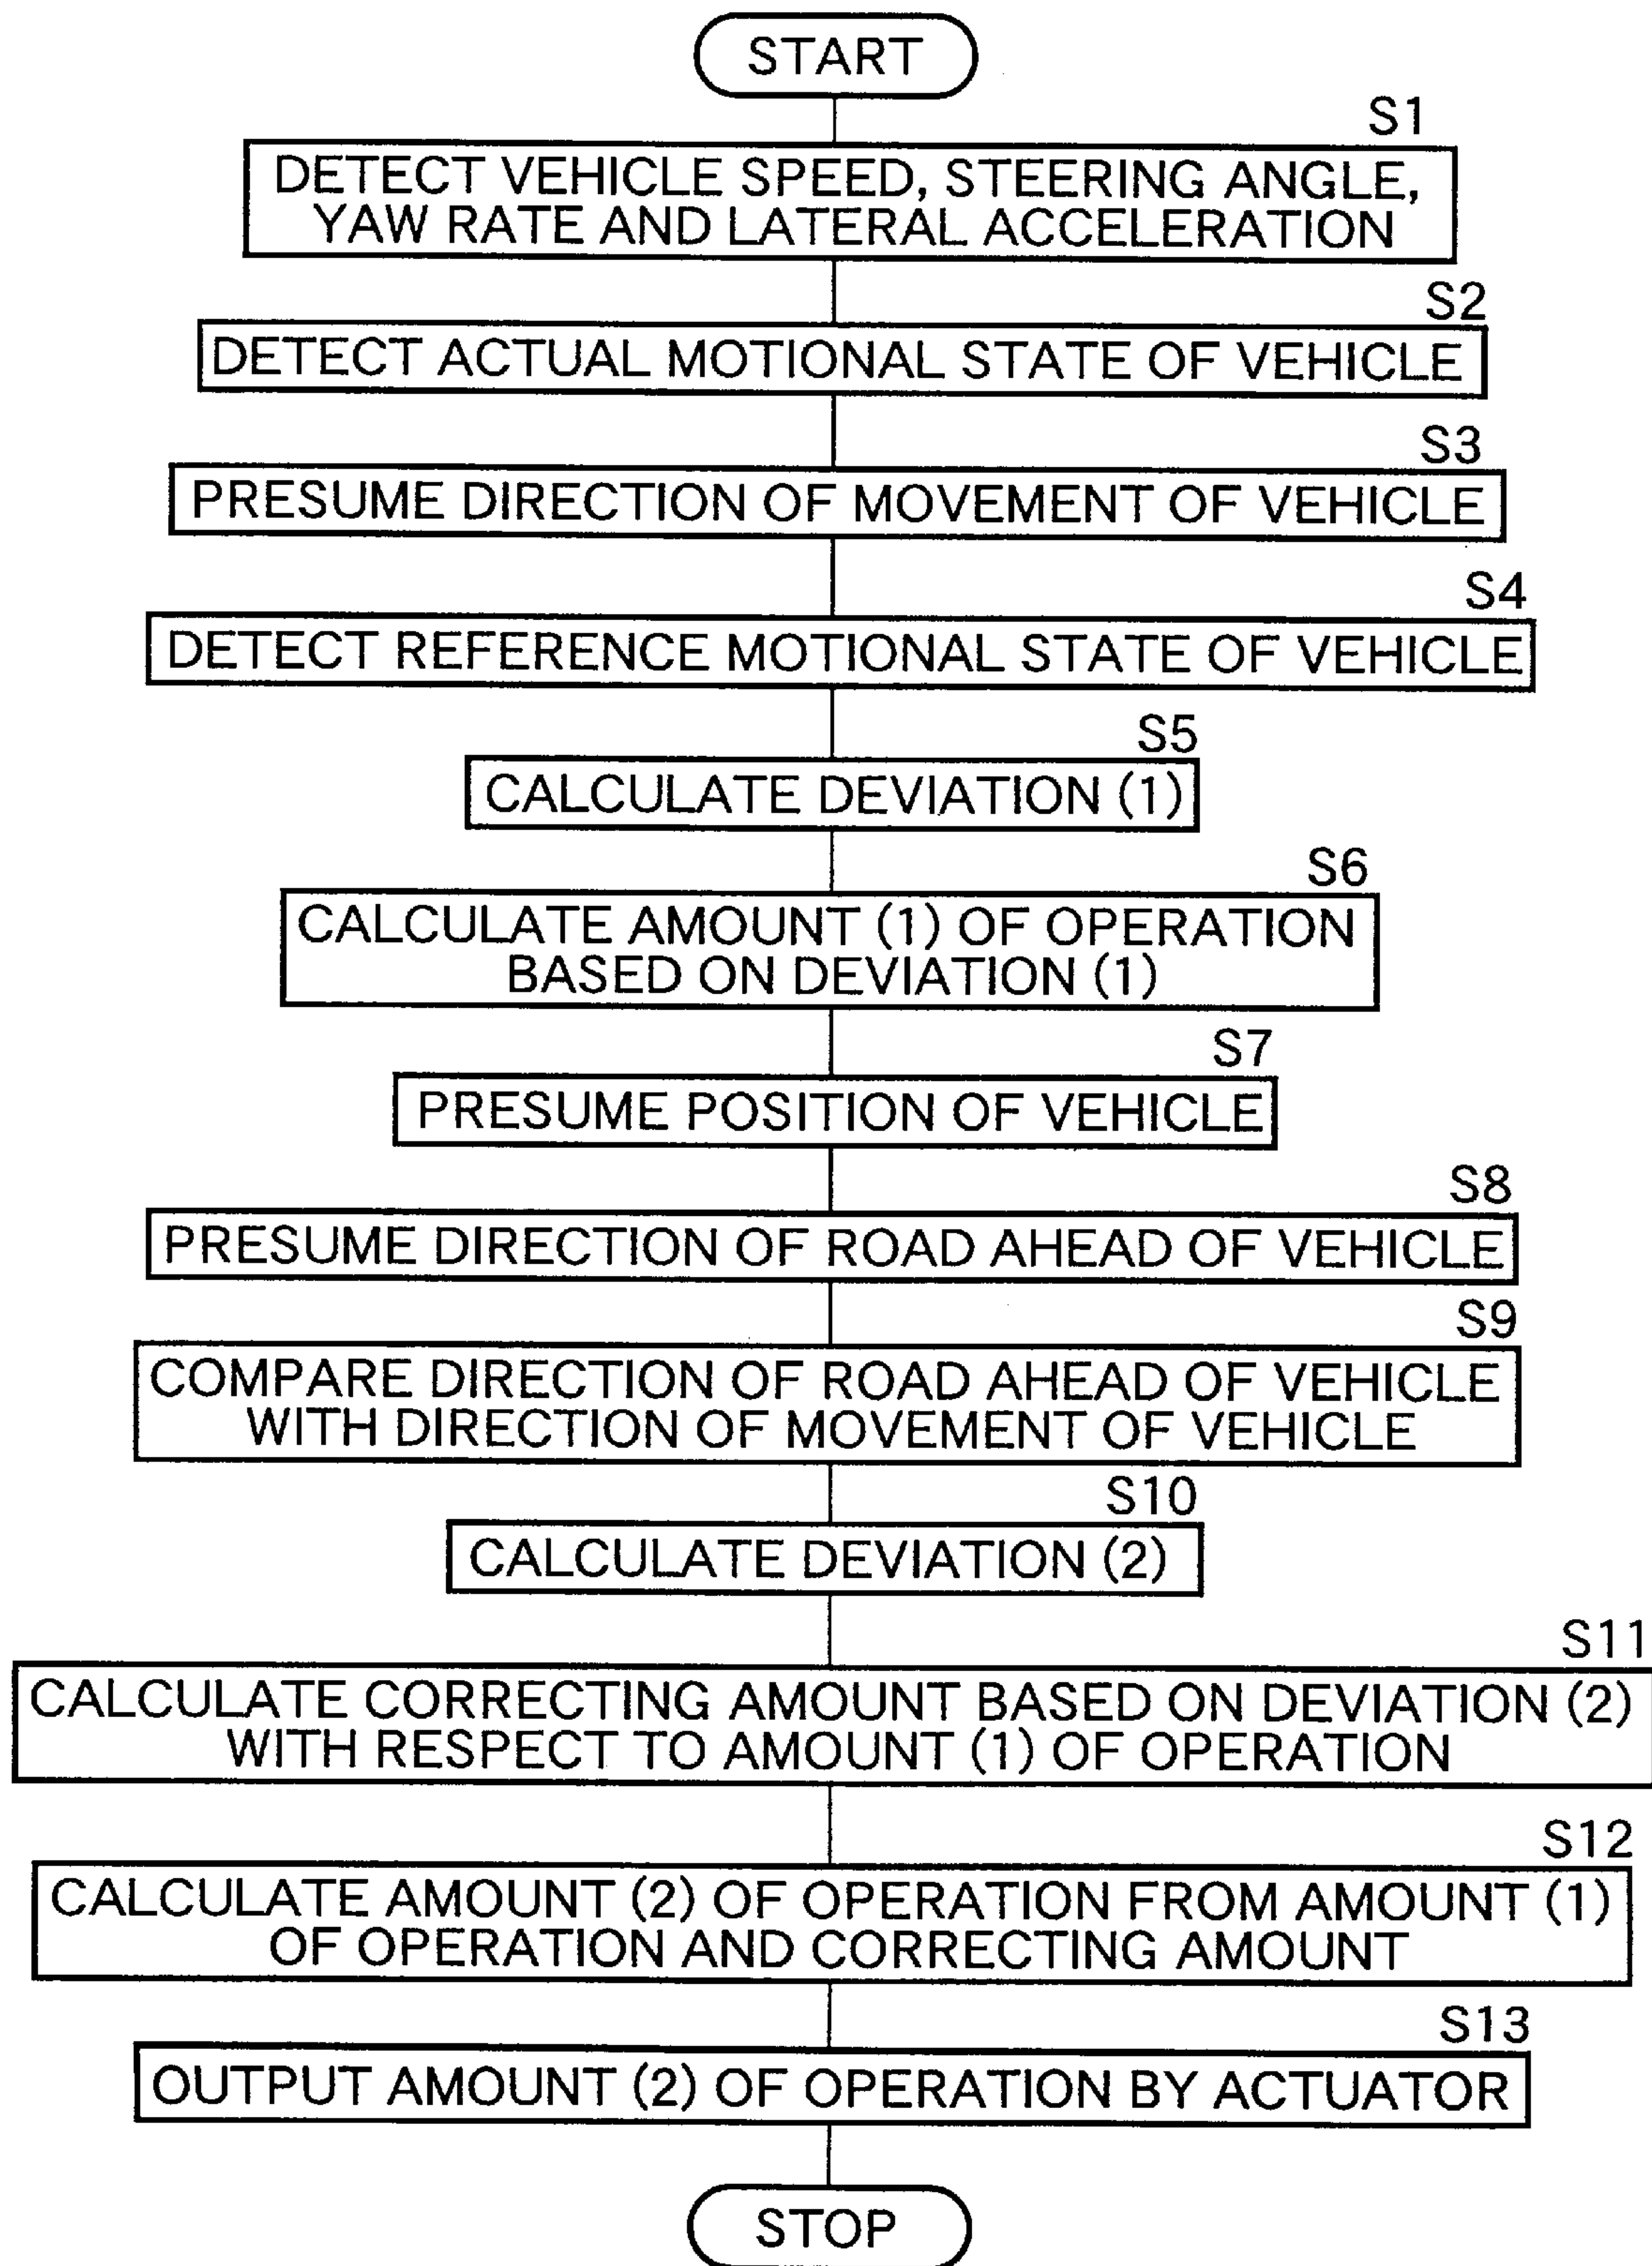 START
S1
DETECT VEHICLE SPEED, STEERING ANGLE,
YAW RATE AND LATERAL ACCELERATION
S2
DETECT ACTUAL MOTIONAL STATE OF VEHICLE
S3
PRESUME DIRECTION OF MOVEMENT OF VEHICLE
S4
DETECT REFERENCE MOTIONAL STATE OF VEHICLE
S5
CALCULATE DEVIATION (1)
S6
CALCULATE AMOUNT (1) OF OPERATION
BASED ON DEVIATION (1)
S7
PRESUME POSITION OF VEHICLE
S8
PRESUME DIRECTION OF ROAD AHEAD OF VEHICLE
S9
COMPARE DIRECTION OF ROAD AHEAD OF VEHICLE
WITH DIRECTION OF MOVEMENT OF VEHICLE
S10
CALCULATE DEVIATION (2)
S11
CALCULATE CORRECTING AMOUNT BASED ON DEVIATION (2)
WITH RESPECT TO AMOUNT (1) OF OPERATION
S12
CALCULATE AMOUNT (2) OF OPERATION FROM AMOUNT (1)
OF OPERATION AND CORRECTING AMOUNT
S13
OUTPUT AMOUNT (2) OF OPERATION BY ACTUATOR
STOP